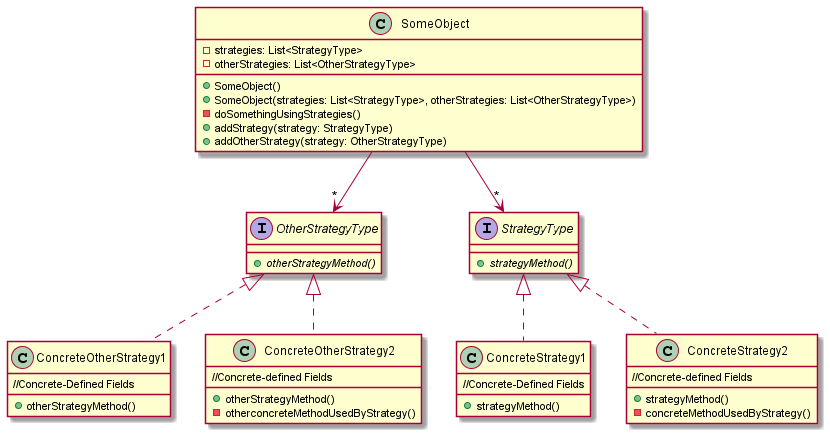 C SomeObject
strategies: List<StrategyType>
otherStrategies: List<OtherStrategyType>
SomeObject()
SomeObject(strategies: List<StrategyType>, otherStrategies: List<OtherStrategyType>)
doSomethingUsingStrategies()
addStrategy(strategy: StrategyType)
addOtherStrategy(strategy: OtherStrategyType)
*
*
I OtherStrategyType
otherStrategyMethod()
I StrategyType
strategyMethod()
C ConcreteOtherStrategy1
//Concrete-Defined Fields
otherStrategyMethod()
C ConcreteOtherStrategy2
//Concrete-defined Fields
otherStrategyMethod()
otherconcreteMethodUsedByStrategy()
C ConcreteStrategy1
//Concrete-Defined Fields
strategyMethod()
C ConcreteStrategy2
//Concrete-defined Fields
strategyMethod()
concreteMethodUsedByStrategy()